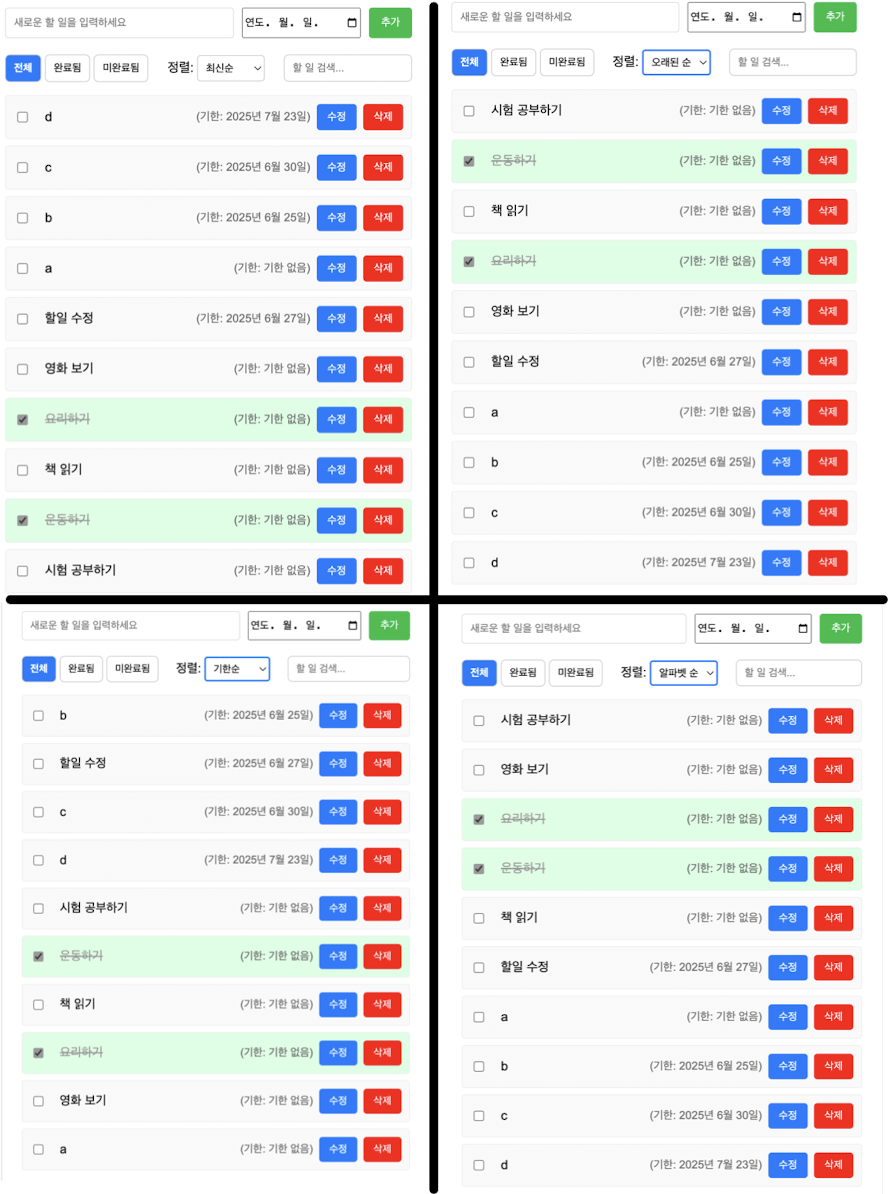 새로운 할 일을 입력하세요 연도. 월. 일. 추가
전체 완료됨 미완료됨 정렬: 최신순 할 일 검색...
d (기한: 2025년 7월 23일) 수정 삭제
c (기한: 2025년 6월 30일) 수정 삭제
b (기한: 2025년 6월 25일) 수정 삭제
a (기한: 기한 없음) 수정 삭제
할일 수정 (기한: 2025년 6월 27일) 수정 삭제
영화 보기 (기한: 기한 없음) 수정 삭제
요리하기 (기한: 기한 없음) 수정 삭제
책 읽기 (기한: 기한 없음) 수정 삭제
운동하기 (기한: 기한 없음) 수정 삭제
시험 공부하기 (기한: 기한 없음) 수정 삭제
새로운 할 일을 입력하세요 연도. 월. 일. 추가
전체 완료됨 미완료됨 정렬: 오래된 순 할 일 검색...
시험 공부하기 (기한: 기한 없음) 수정 삭제
운동하기 (기한: 기한 없음) 수정 삭제
책 읽기 (기한: 기한 없음) 수정 삭제
요리하기 (기한: 기한 없음) 수정 삭제
영화 보기 (기한: 기한 없음) 수정 삭제
할일 수정 (기한: 2025년 6월 27일) 수정 삭제
a (기한: 기한 없음) 수정 삭제
b (기한: 2025년 6월 25일) 수정 삭제
c (기한: 2025년 6월 30일) 수정 삭제
d (기한: 2025년 7월 23일) 수정 삭제
새로운 할 일을 입력하세요 연도. 월. 일. 추가
전체 완료됨 미완료됨 정렬: 기한순 할 일 검색...
b (기한: 2025년 6월 25일) 수정 삭제
할일 수정 (기한: 2025년 6월 27일) 수정 삭제
c (기한: 2025년 6월 30일) 수정 삭제
d (기한: 2025년 7월 23일) 수정 삭제
시험 공부하기 (기한: 기한 없음) 수정 삭제
운동하기 (기한: 기한 없음) 수정 삭제
책 읽기 (기한: 기한 없음) 수정 삭제
요리하기 (기한: 기한 없음) 수정 삭제
영화 보기 (기한: 기한 없음) 수정 삭제
a (기한: 기한 없음) 수정 삭제
새로운 할 일을 입력하세요 연도. 월. 일. 추가
전체 완료됨 미완료됨 정렬: 알파벳 순 할 일 검색...
시험 공부하기 (기한: 기한 없음) 수정 삭제
영화 보기 (기한: 기한 없음) 수정 삭제
요리하기 (기한: 기한 없음) 수정 삭제
운동하기 (기한: 기한 없음) 수정 삭제
책 읽기 (기한: 기한 없음) 수정 삭제
할일 수정 (기한: 2025년 6월 27일) 수정 삭제
a (기한: 기한 없음) 수정 삭제
b (기한: 2025년 6월 25일) 수정 삭제
c (기한: 2025년 6월 30일) 수정 삭제
d (기한: 2025년 7월 23일) 수정 삭제